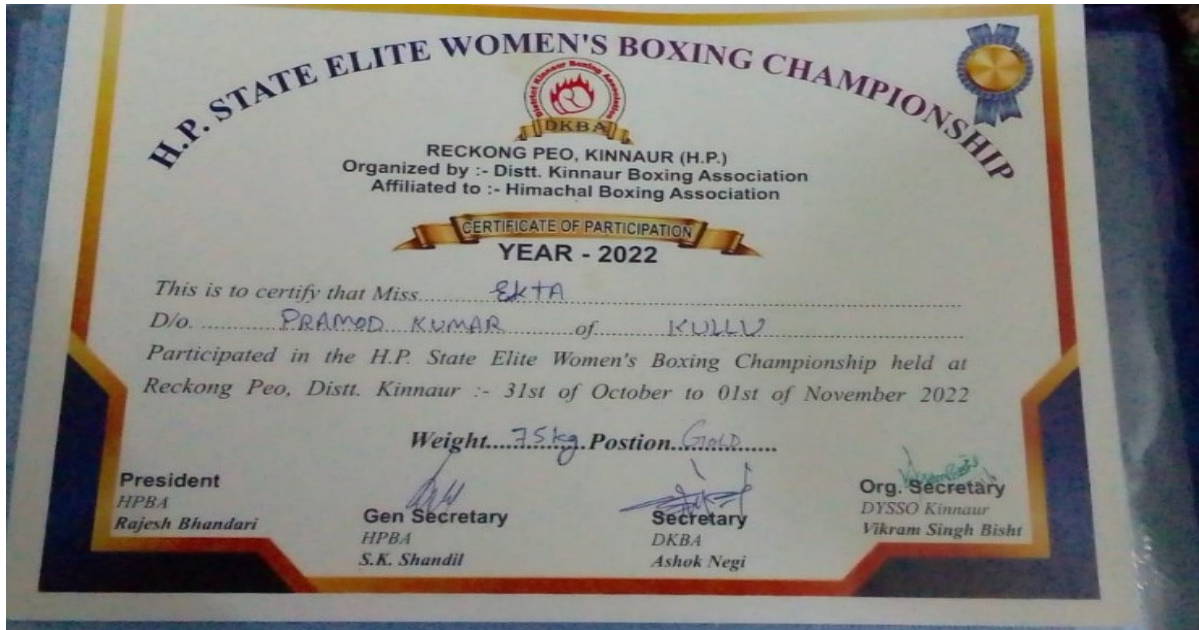 H.P. STATE ELITE WOMEN'S BOXING CHAMPIONSHIP
District Kinnaur Boxing Association
DKBA
RECKONG PEO, KINNAUR (H.P.)
Organized by :- Distt. Kinnaur Boxing Association
Affiliated to :- Himachal Boxing Association
CERTIFICATE OF PARTICIPATION
YEAR - 2022
This is to certify that Miss EKTA
D/o. PRAMOD KUMAR of KULLU
Participated in the H.P. State Elite Women's Boxing Championship held at
Reckong Peo, Distt. Kinnaur :- 31st of October to 01st of November 2022
Weight 75kg Postion Gold
President
HPBA
Rajesh Bhandari
Gen Secretary
HPBA
S.K. Shandil
Secretary
DKBA
Ashok Negi
Org. Secretary
DYSSO Kinnaur
Vikram Singh Bisht